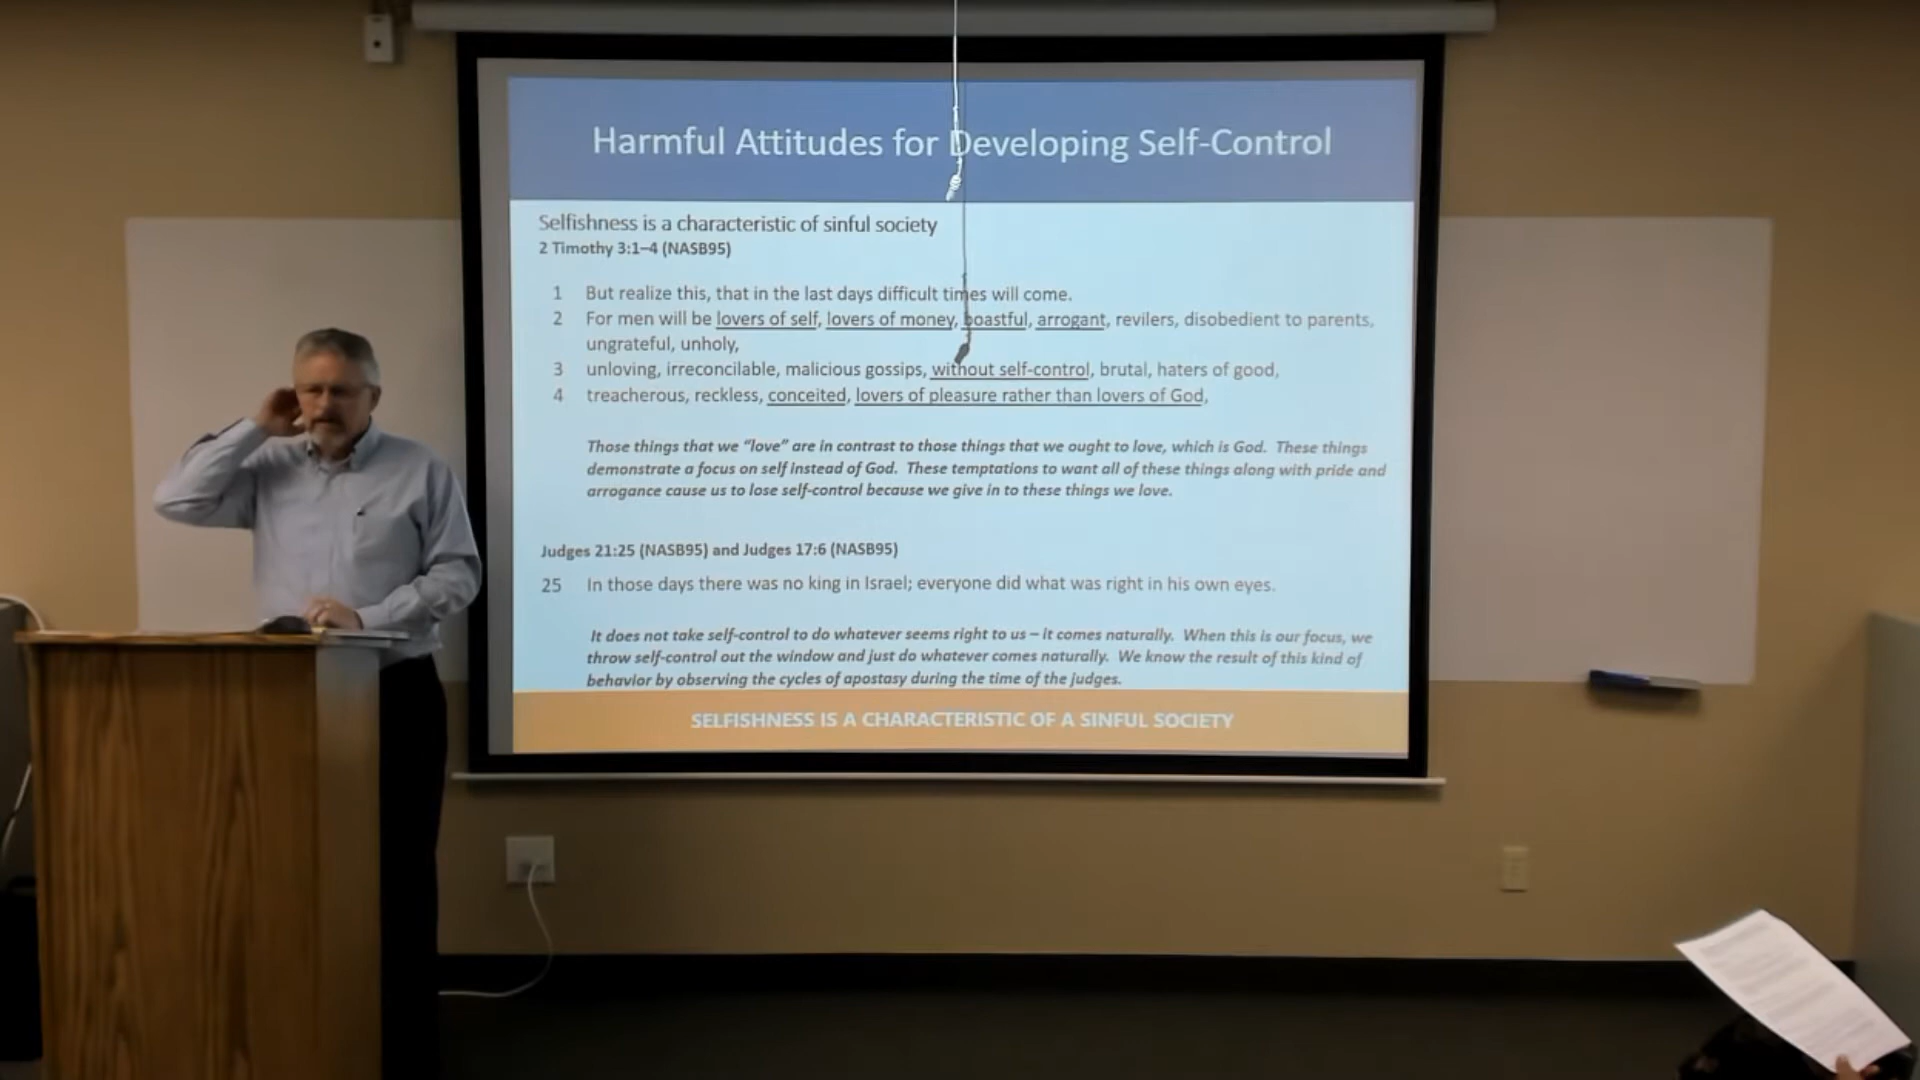 Harmful Attitudes for Developing Self-Control
Selfishness is a characteristic of sinful society
2 Timothy 3:1–4 (NASB95)
1 But realize this, that in the last days difficult times will come.
2 For men will be lovers of self, lovers of money, boastful, arrogant, revilers, disobedient to parents,
ungrateful, unholy,
3 unloving, irreconcilable, malicious gossips, without self-control, brutal, haters of good,
4 treacherous, reckless, conceited, lovers of pleasure rather than lovers of God,
Those things that we “love” are in contrast to those things that we ought to love, which is God. These things
demonstrate a focus on self instead of God. These temptations to want all of these things along with pride and
arrogance cause us to lose self-control because we give in to these things we love.
Judges 21:25 (NASB95) and Judges 17:6 (NASB95)
25 In those days there was no king in Israel; everyone did what was right in his own eyes.
It does not take self-control to do whatever seems right to us – it comes naturally. When this is our focus, we
throw self-control out the window and just do whatever comes naturally. We know the result of this kind of
behavior by observing the cycles of apostasy during the time of the judges.
SELFISHNESS IS A CHARACTERISTIC OF A SINFUL SOCIETY